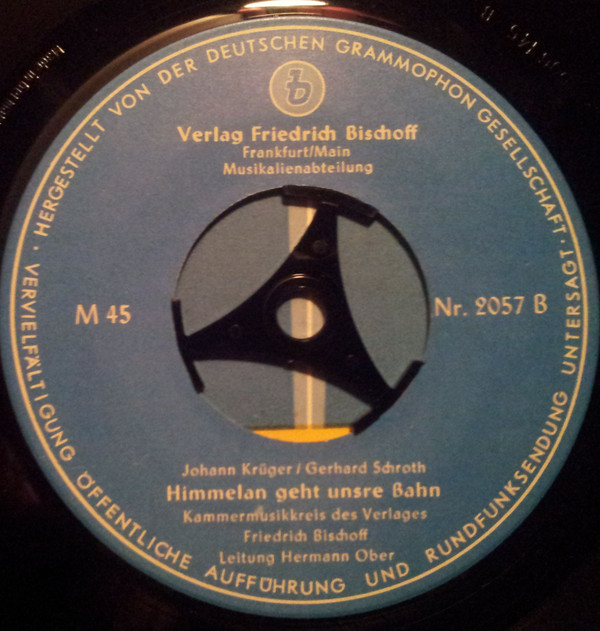 · HERGESTELLT VON DER DEUTSCHEN GRAMMOPHON GESELLSCHAFT ·
b
Verlag Friedrich Bischoff
Frankfurt/Main
Musikalienabteilung
M 45
Nr. 2057 B
Johann Krüger / Gerhard Schroth
Himmelan geht unsre Bahn
Kammermusikkreis des Verlages
Friedrich Bischoff
Leitung Hermann Ober
VERVIELFÄLTIGUNG ÖFFENTLICHE AUFFÜHRUNG UND RUNDFUNKSENDUNG UNTERSAGT